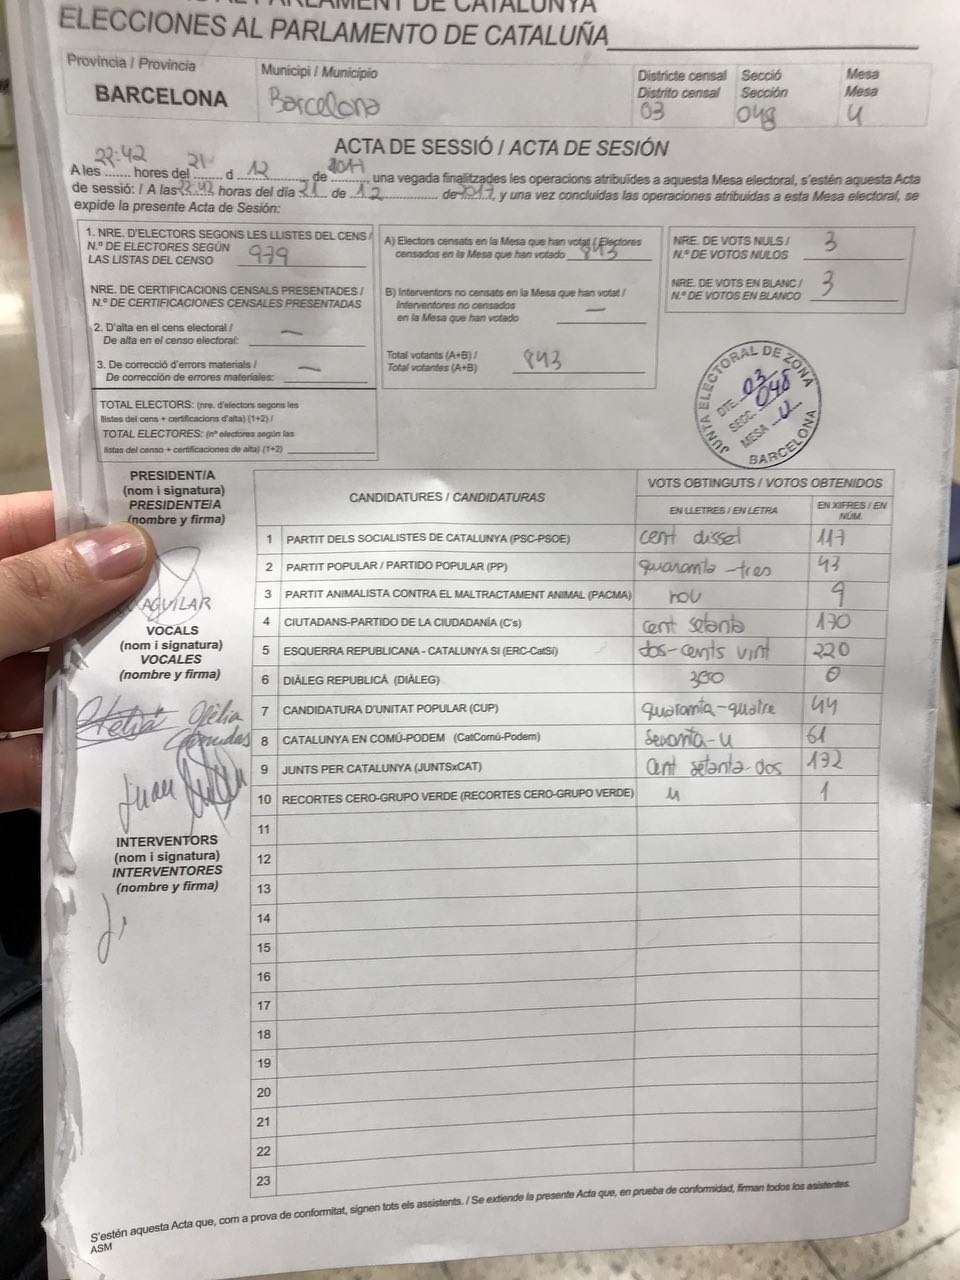 PARLAMENT DE CATALUNYA
ELECCIONES AL PARLAMENTO DE CATALUÑA
Província / Provincia
BARCELONA
Municipi / Municipio
Barcelona
Districte censal
Distrito censal
03
Secció
Sección
048
Mesa
Mesa
U
ACTA DE SESSIÓ / ACTA DE SESIÓN
A les 22:42 hores del 21 d 12 de 2017, una vegada finalitzades les operacions atribuïdes a aquesta Mesa electoral, s'estén aquesta Acta
de sessió: / A las 22:42 horas del día 21 de 12 de 2017, y una vez concluidas las operaciones atribuidas a esta Mesa electoral, se
expide la presente Acta de Sesión:
1. NRE. D'ELECTORS SEGONS LES LLISTES DEL CENS /
N.º DE ELECTORES SEGÚN
LAS LISTAS DEL CENSO 979
NRE. DE CERTIFICACIONS CENSALS PRESENTADES /
N.º DE CERTIFICACIONES CENSALES PRESENTADAS
2. D'alta en el cens electoral /
De alta en el censo electoral: —
3. De correcció d'errors materials /
De corrección de errores materiales: —
TOTAL ELECTORS: (nre. d'electors segons les
llistes del cens + certificacions d'alta) (1+2) /
TOTAL ELECTORES: (nº electores según las
listas del censo + certificaciones de alta) (1+2)
A) Electors censats en la Mesa que han votat / Electores
censados en la Mesa que han votado 843
B) Interventors no censats en la Mesa que han votat /
Interventores no censados
en la Mesa que han votado —
Total votants (A+B) /
Total votantes (A+B) 843
NRE. DE VOTS NULS /
N.º DE VOTOS NULOS 3
NRE. DE VOTS EN BLANC /
N.º DE VOTOS EN BLANCO 3
JUNTA ELECTORAL DE ZONA
DTE. 03
SECC. 048
MESA U
BARCELONA
PRESIDENT/A
(nom i signatura)
PRESIDENTE/A
(nombre y firma)
AGUILAR
VOCALS
(nom i signatura)
VOCALES
(nombre y firma)
Ofèlia
Juan
INTERVENTORS
(nom i signatura)
INTERVENTORES
(nombre y firma)
CANDIDATURES / CANDIDATURAS
VOTS OBTINGUTS / VOTOS OBTENIDOS
EN LLETRES / EN LETRA
EN XIFRES / EN
NÚM.
1 PARTIT DELS SOCIALISTES DE CATALUNYA (PSC-PSOE) cent disset 117
2 PARTIT POPULAR / PARTIDO POPULAR (PP) quaranta-tres 43
3 PARTIT ANIMALISTA CONTRA EL MALTRACTAMENT ANIMAL (PACMA) nou 9
4 CIUTADANS-PARTIDO DE LA CIUDADANÍA (C's) cent setanta 170
5 ESQUERRA REPUBLICANA - CATALUNYA SI (ERC-CatSí) dos-cents vint 220
6 DIÀLEG REPUBLICÀ (DIÀLEG) zero 0
7 CANDIDATURA D'UNITAT POPULAR (CUP) quaranta-quatre 44
8 CATALUNYA EN COMÚ-PODEM (CatComú-Podem) seixanta-u 61
9 JUNTS PER CATALUNYA (JUNTSxCAT) cent setanta-dos 172
10 RECORTES CERO-GRUPO VERDE (RECORTES CERO-GRUPO VERDE) u 1
11
12
13
14
15
16
17
18
19
20
21
22
23
S'estén aquesta Acta que, com a prova de conformitat, signen tots els assistents. / Se extiende la presente Acta que, en prueba de conformidad, firman todos los asistentes.
ASM